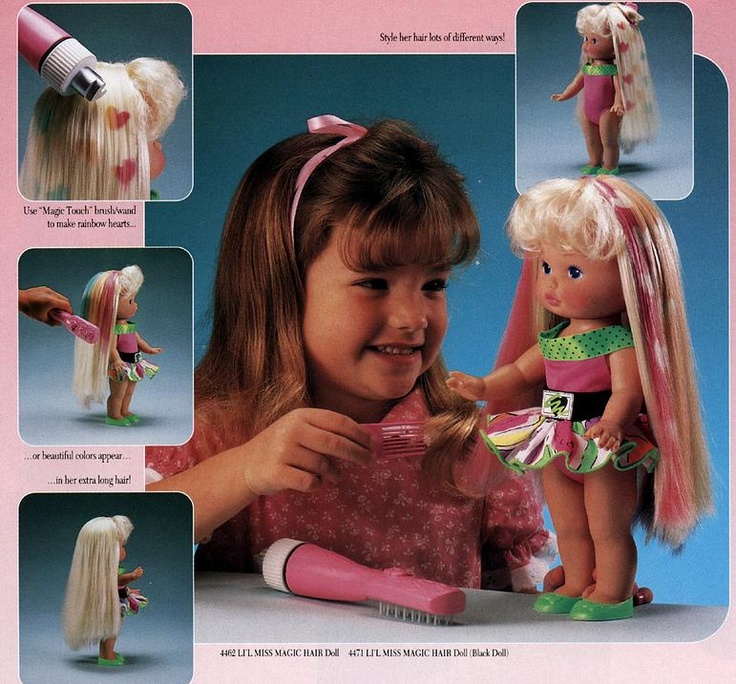 Style her hair lots of different ways!
Use "Magic Touch" brush/wand
to make rainbow hearts...
...or beautiful colors appear...
...in her extra long hair!
4462 LI'L MISS MAGIC HAIR Doll 4471 LI'L MISS MAGIC HAIR Doll (Black Doll)